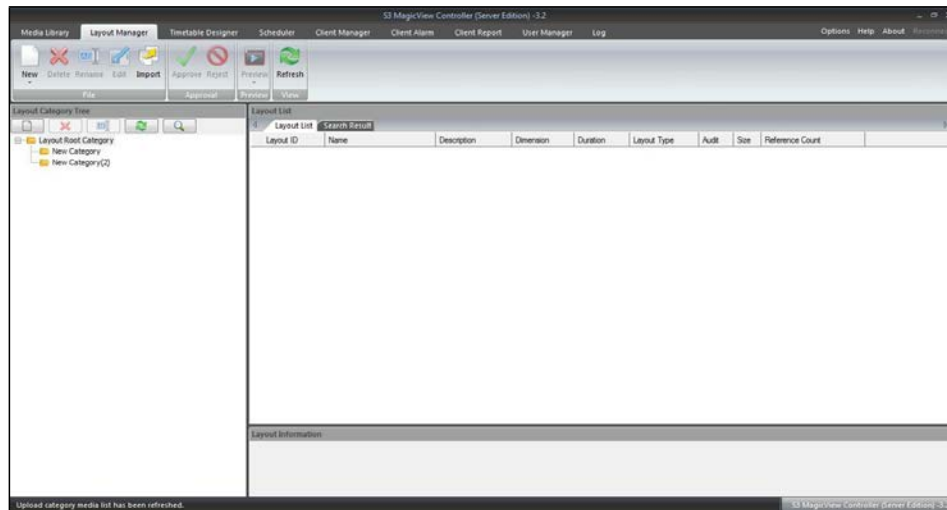 S3 MagicView Controller (Server Edition) -3.2
Media Library Layout Manager Timetable Designer Scheduler Client Manager Client Alarm Client Report User Manager Log Options Help About
New Delete Rename Edit Import Approve Reject Preview Refresh
File Approval Preview View
Layout Category Tree
Layout Root Category
New Category
New Category(2)
Layout List
Layout List Search Result
Layout ID Name Description Dimension Duration Layout Type Audit Size Reference Count
Layout Information
Upload category media list has been refreshed.
S3 MagicView Controller (Server Edition) -3.2